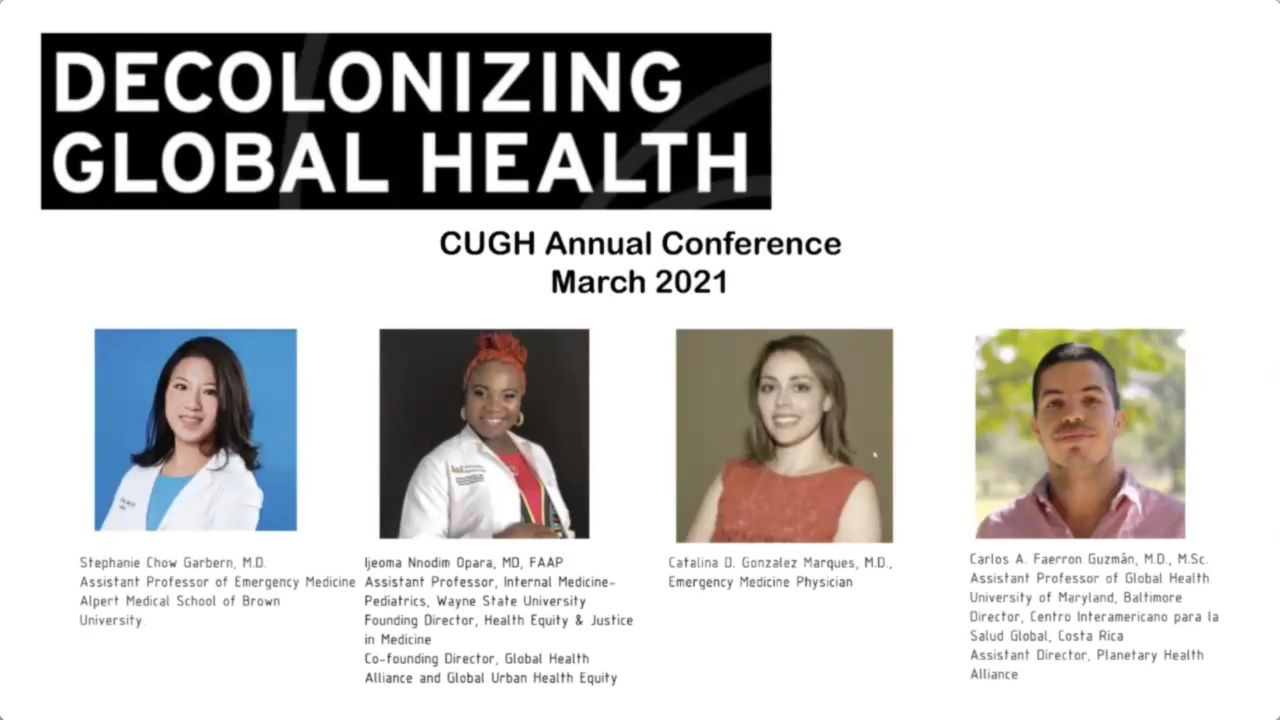 DECOLONIZING
GLOBAL HEALTH
CUGH Annual Conference
March 2021
Stephanie Chow Garbern, M.D.
Assistant Professor of Emergency Medicine
Alpert Medical School of Brown
University.
Ijeoma Nnodim Opara, MD, FAAP
Assistant Professor, Internal Medicine-
Pediatrics, Wayne State University
Founding Director, Health Equity & Justice
in Medicine
Co-founding Director, Global Health
Alliance and Global Urban Health Equity
Catalina D. Gonzalez Marques, M.D.,
Emergency Medicine Physician
Carlos A. Faerron Guzmán, M.D., M.Sc.
Assistant Professor of Global Health
University of Maryland, Baltimore
Director, Centro Interamericano para la
Salud Global, Costa Rica
Assistant Director, Planetary Health
Alliance